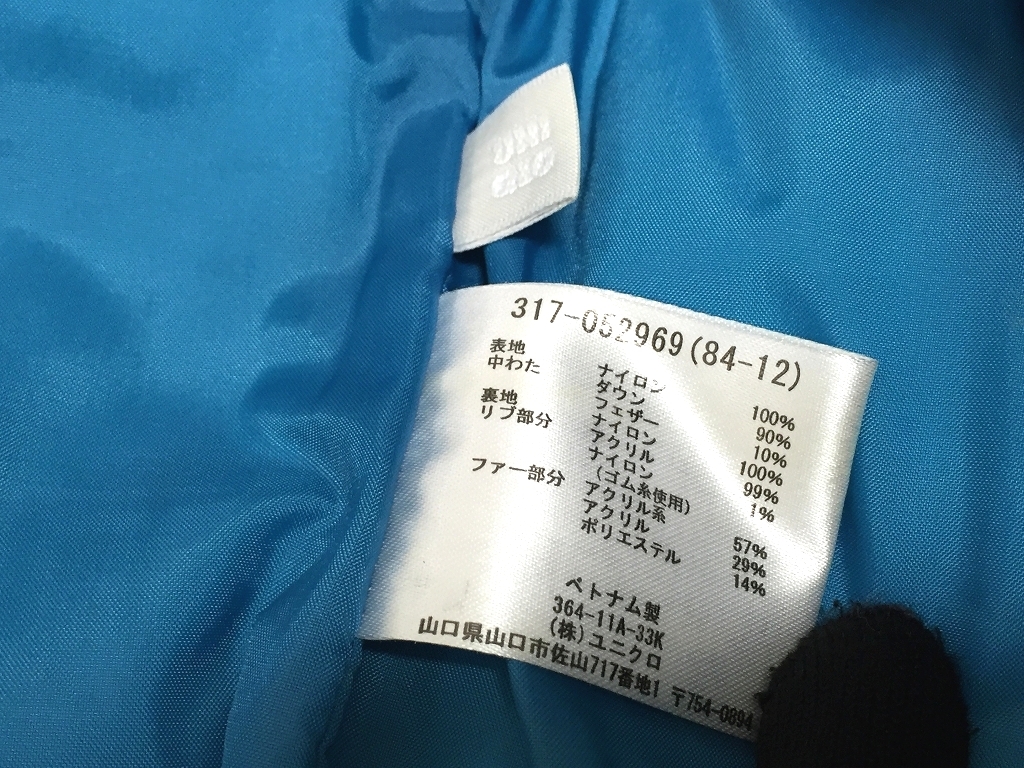 317-052969(84-12)
表地 ナイロン 100%
中わた ダウン 90%
フェザー 10%
裏地 ナイロン 100%
リブ部分 アクリル 99%
ナイロン 1%
(ゴム糸使用)
ファー部分 アクリル系 57%
アクリル 29%
ポリエステル 14%
ベトナム製
364-11A-33K
(株)ユニクロ
山口県山口市佐山717番地1 〒754-0894